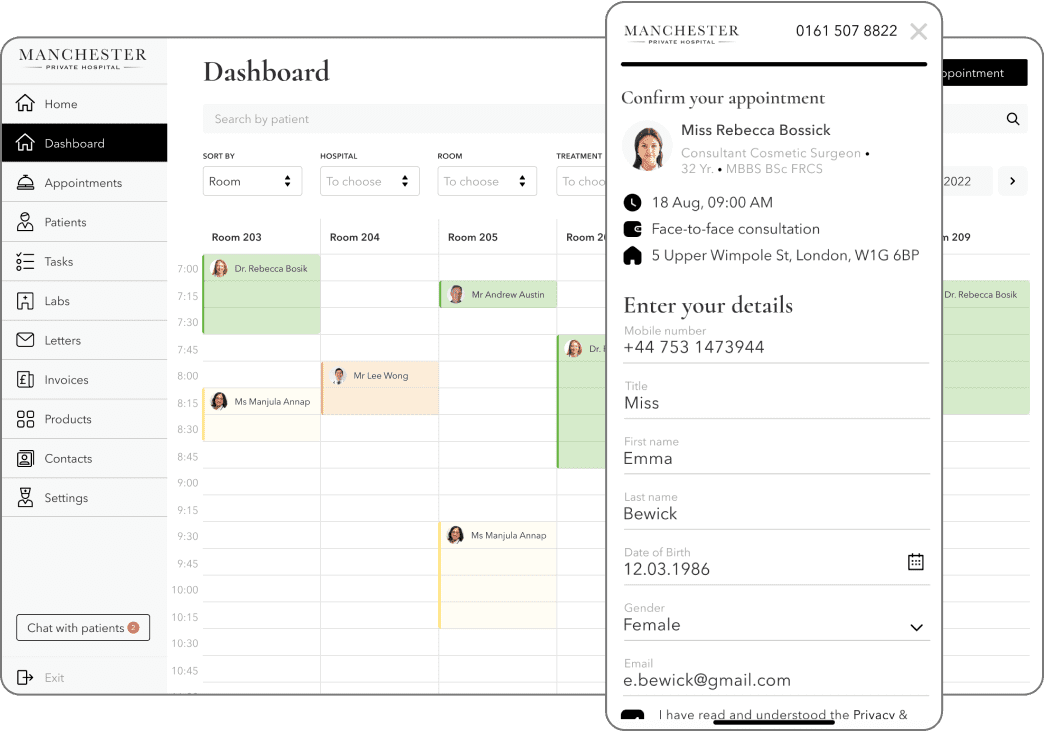 MANCHESTER
PRIVATE HOSPITAL
Home
Dashboard
Appointments
Patients
Tasks
Labs
Letters
Invoices
Products
Contacts
Settings
Chat with patients 2
Exit
Dashboard
Search by patient
SORT BY HOSPITAL ROOM TREATMENT
Room To choose To choose To choo
2022
Room 203 Room 204 Room 205 Room 20 m 209
7:00 Dr. Rebecca Bosik
7:15 Mr Andrew Austin Dr. Rebecca Bosik
7:30
7:45 Dr.
8:00 Mr Lee Wong
8:15 Ms Manjula Annap
8:30
8:45
9:00
9:15
9:30 Ms Manjula Annap
9:45
10:00
10:15
10:30
10:45
ppointment
MANCHESTER
PRIVATE HOSPITAL
0161 507 8822
Confirm your appointment
Miss Rebecca Bossick
Consultant Cosmetic Surgeon •
32 Yr. • MBBS BSc FRCS
18 Aug, 09:00 AM
Face-to-face consultation
5 Upper Wimpole St, London, W1G 6BP
Enter your details
Mobile number
+44 753 1473944
Title
Miss
First name
Emma
Last name
Bewick
Date of Birth
12.03.1986
Gender
Female
Email
e.bewick@gmail.com
I have read and understood the Privacy &